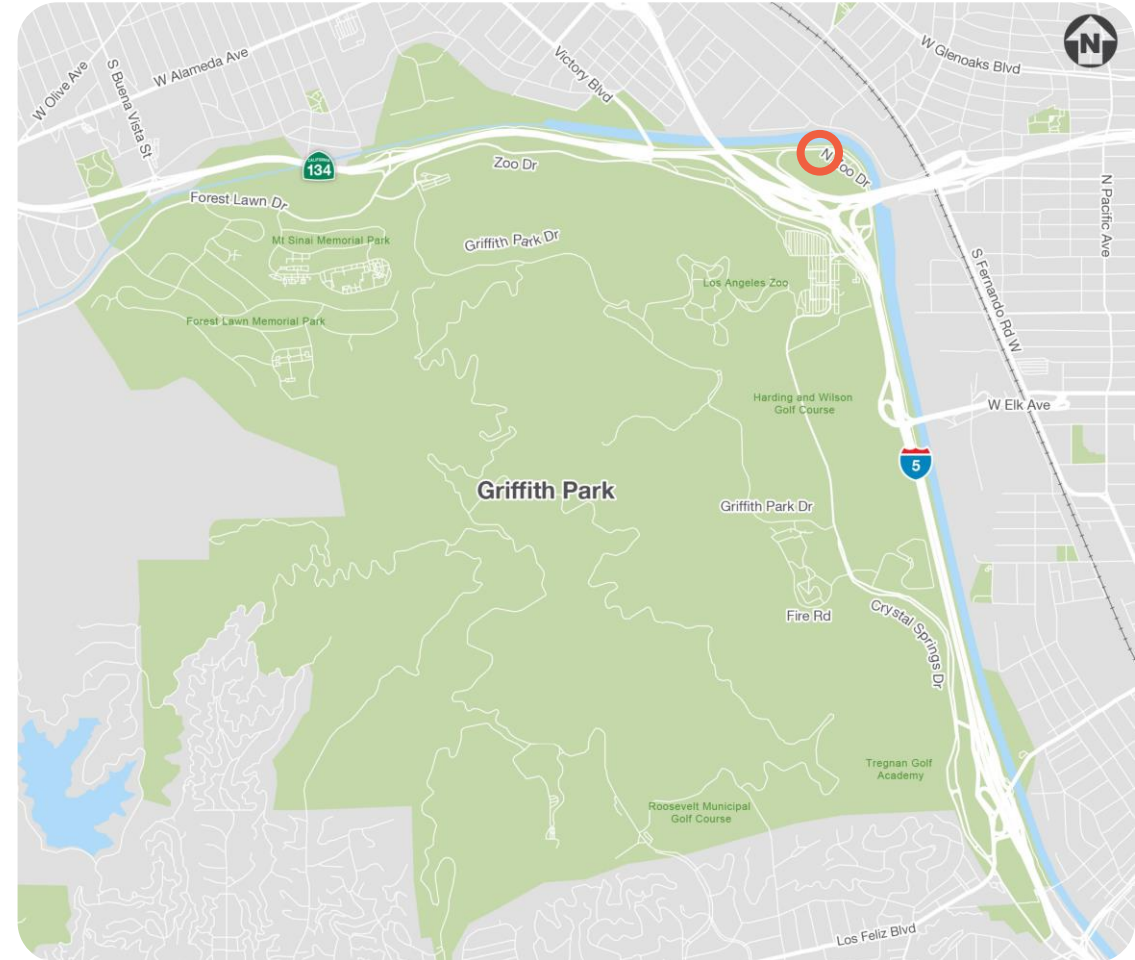 N
W Glenoaks Blvd
Victory Blvd
W Olive Ave
S Buena Vista St
W Alameda Ave
CALIFORNIA
134
Zoo Dr
N Zoo Dr
Forest Lawn Dr
N Pacific Ave
Mt Sinai Memorial Park
Griffith Park Dr
S Fernando Rd W
Los Angeles Zoo
Forest Lawn Memorial Park
Harding and Wilson
Golf Course
W Elk Ave
5
Griffith Park
Griffith Park Dr
Fire Rd
Crystal Springs Dr
Tregnan Golf
Academy
Roosevelt Municipal
Golf Course
Los Feliz Blvd